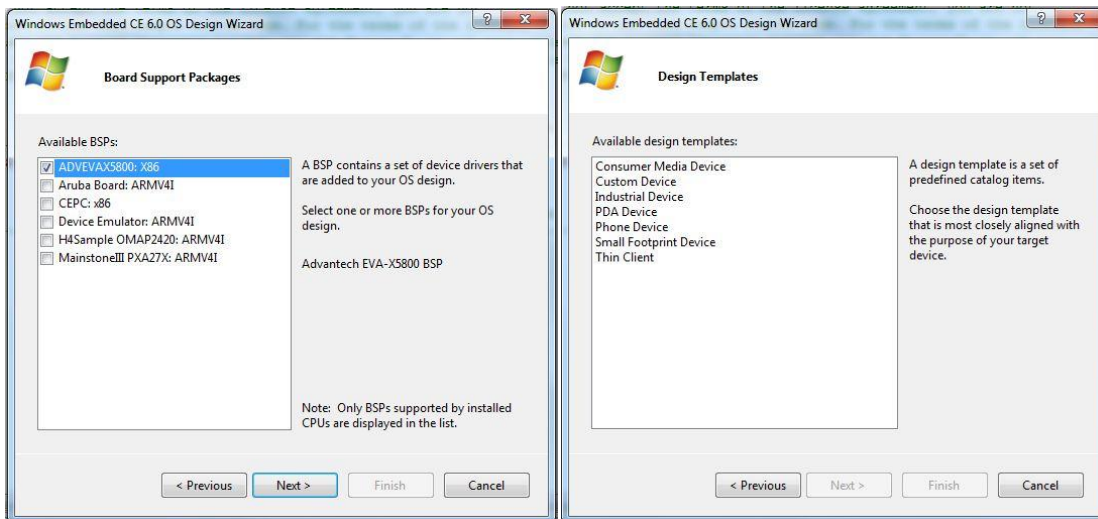 Windows Embedded CE 6.0 OS Design Wizard
Board Support Packages
Available BSPs:
ADVEVAX5800: X86
Aruba Board: ARMV4I
CEPC: x86
Device Emulator: ARMV4I
H4Sample OMAP2420: ARMV4I
MainstoneIII PXA27X: ARMV4I
A BSP contains a set of device drivers that
are added to your OS design.
Select one or more BSPs for your OS
design.
Advantech EVA-X5800 BSP
Note: Only BSPs supported by installed
CPUs are displayed in the list.
< Previous
Next >
Finish
Cancel
Windows Embedded CE 6.0 OS Design Wizard
Design Templates
Available design templates:
Consumer Media Device
Custom Device
Industrial Device
PDA Device
Phone Device
Small Footprint Device
Thin Client
A design template is a set of
predefined catalog items.
Choose the design template
that is most closely aligned with
the purpose of your target
device.
< Previous
Next >
Finish
Cancel